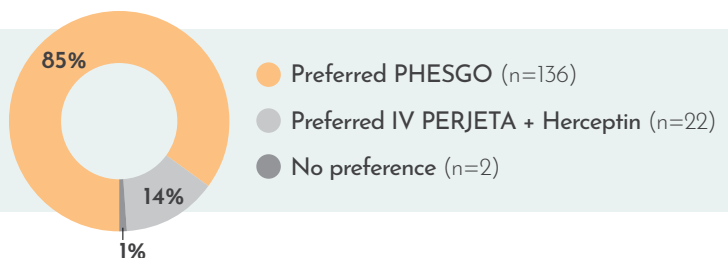 85%
Preferred PHESGO (n=136)
Preferred IV PERJETA + Herceptin (n=22)
No preference (n=2)
14%
1%